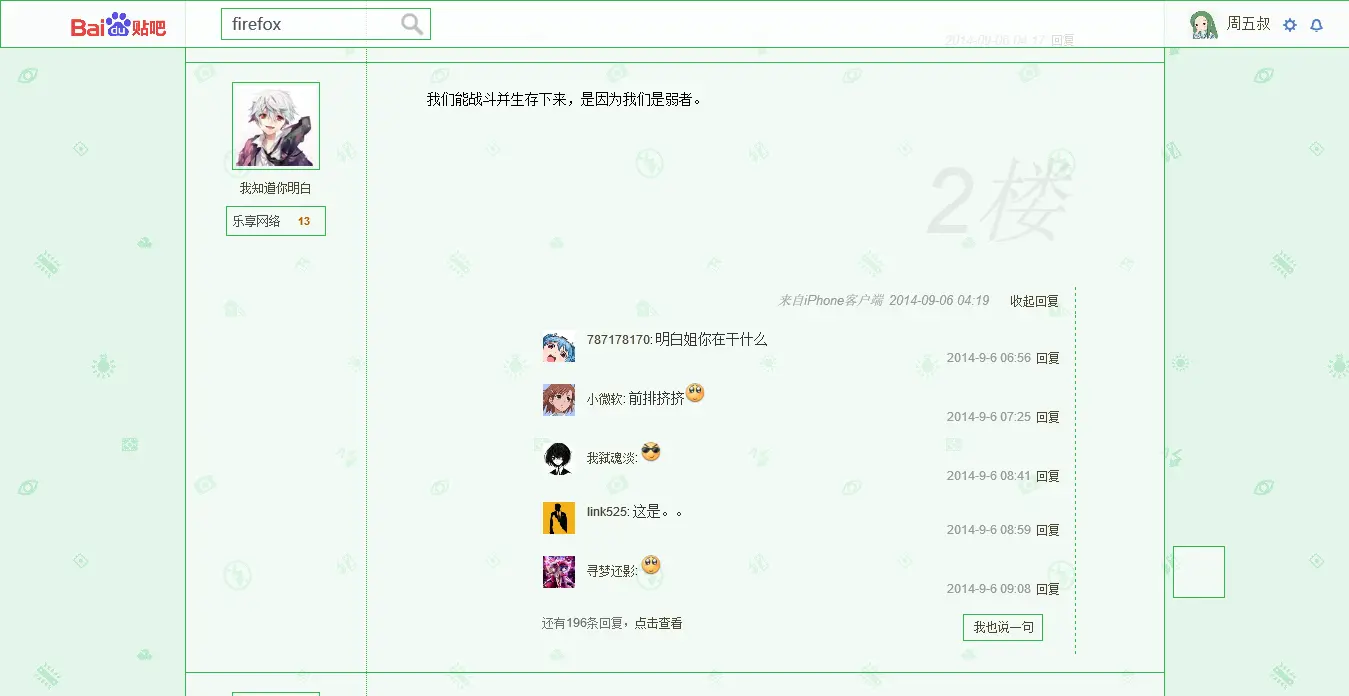 Bai du 贴吧
firefox
周五叔
2014-09-06 04:17 回复
我们能战斗并生存下来，是因为我们是弱者。
我知道你明白
乐享网络 13
2楼
来自iPhone客户端 2014-09-06 04:19 收起回复
787178170: 明白姐你在干什么
2014-9-6 06:56 回复
小微软: 前排挤挤
2014-9-6 07:25 回复
我弑魂淡:
2014-9-6 08:41 回复
link525: 这是。。
2014-9-6 08:59 回复
寻梦还影:
2014-9-6 09:08 回复
还有196条回复，点击查看
我也说一句